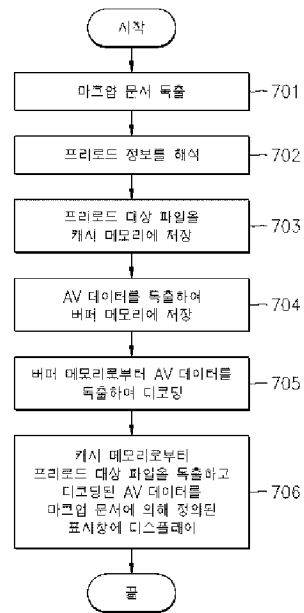 시작
마크업 문서 독출
701
프리로드 정보를 해석
702
프리로드 대상 파일을
캐시 메모리에 저장
703
AV 데이터를 독출하여
버퍼 메모리에 저장
704
버퍼 메모리로부터 AV 데이터를
독출하여 디코딩
705
캐시 메모리로부터
프리로드 대상 파일을 독출하고
디코딩된 AV 데이터를
마크업 문서에 의해 정의된
표시창에 디스플레이
706
끝